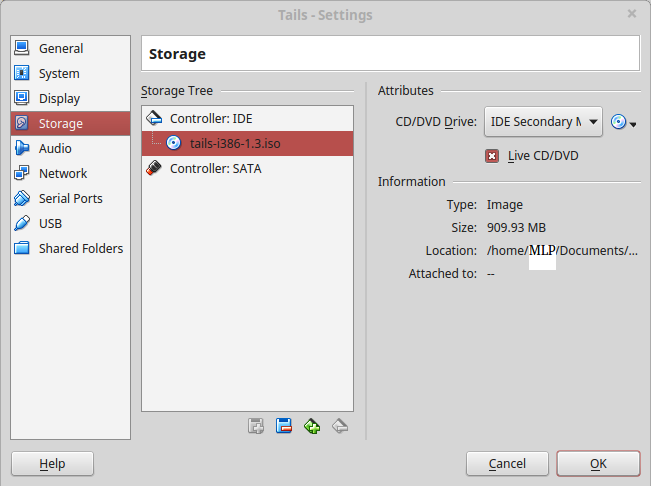 Tails - Settings
General
System
Display
Storage
Audio
Network
Serial Ports
USB
Shared Folders
Storage
Storage Tree
Controller: IDE
tails-i386-1.3.iso
Controller: SATA
Attributes
CD/DVD Drive: IDE Secondary M
Live CD/DVD
Information
Type: Image
Size: 909.93 MB
Location: /home/MLP/Documents/...
Attached to: --
Help
Cancel
OK